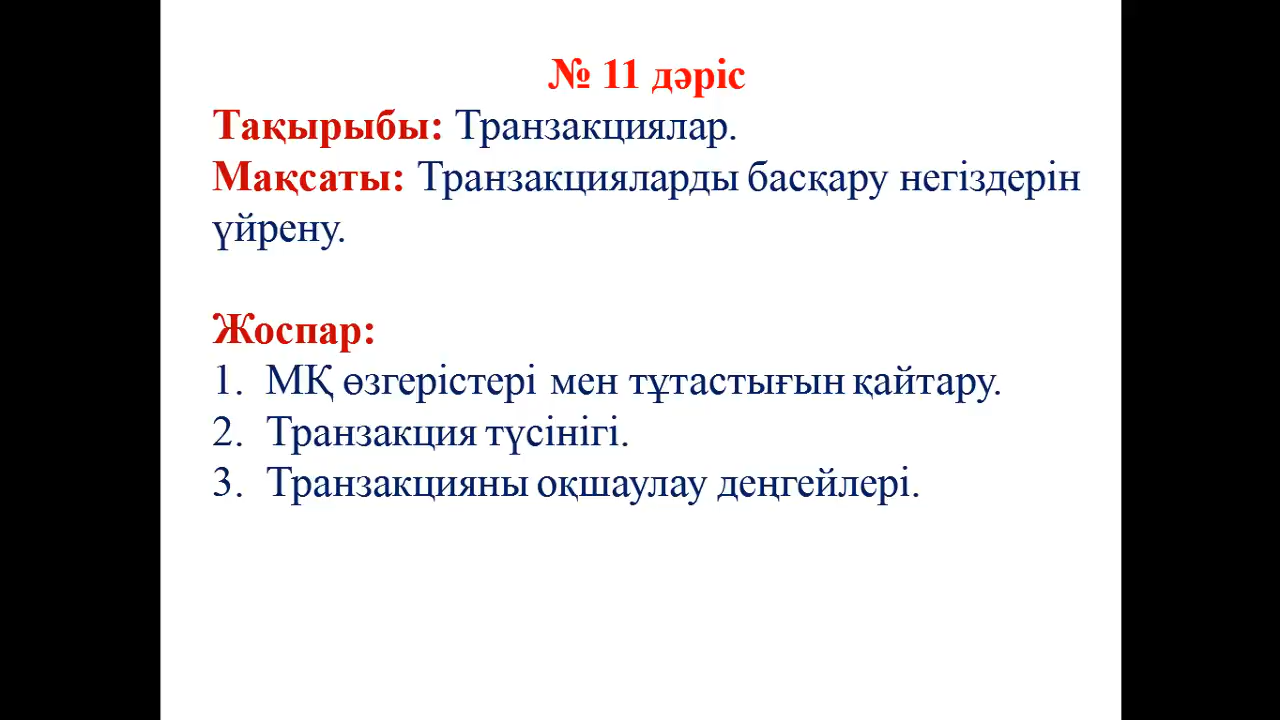 № 11 дәріс
Тақырыбы: Транзакциялар.
Мақсаты: Транзакцияларды басқару негіздерін
үйрену.
Жоспар:
1. МҚ өзгерістері мен тұтастығын қайтару.
2. Транзакция түсінігі.
3. Транзакцияны оқшаулау деңгейлері.